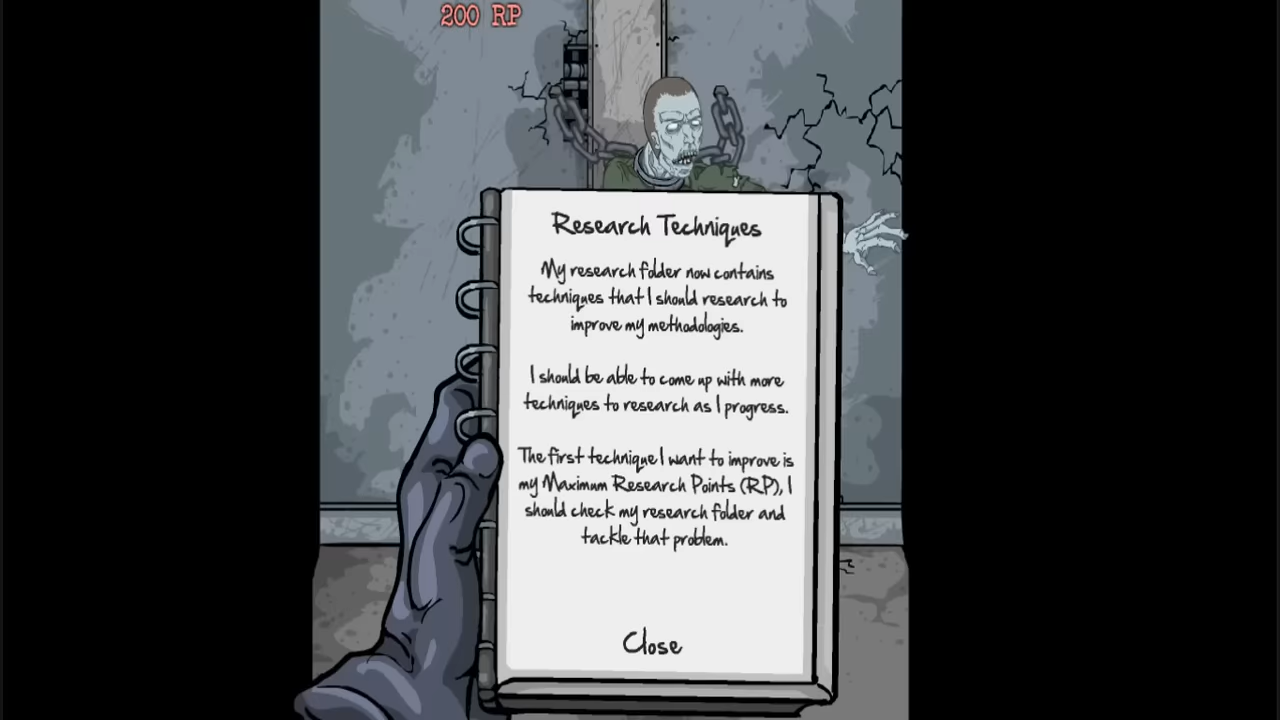 200 RP
Research Techniques
My research folder now contains
techniques that I should research to
improve my methodologies.
I should be able to come up with more
techniques to research as I progress.
The first technique I want to improve is
my Maximum Research Points (RP), I
should check my research folder and
tackle that problem.
Close